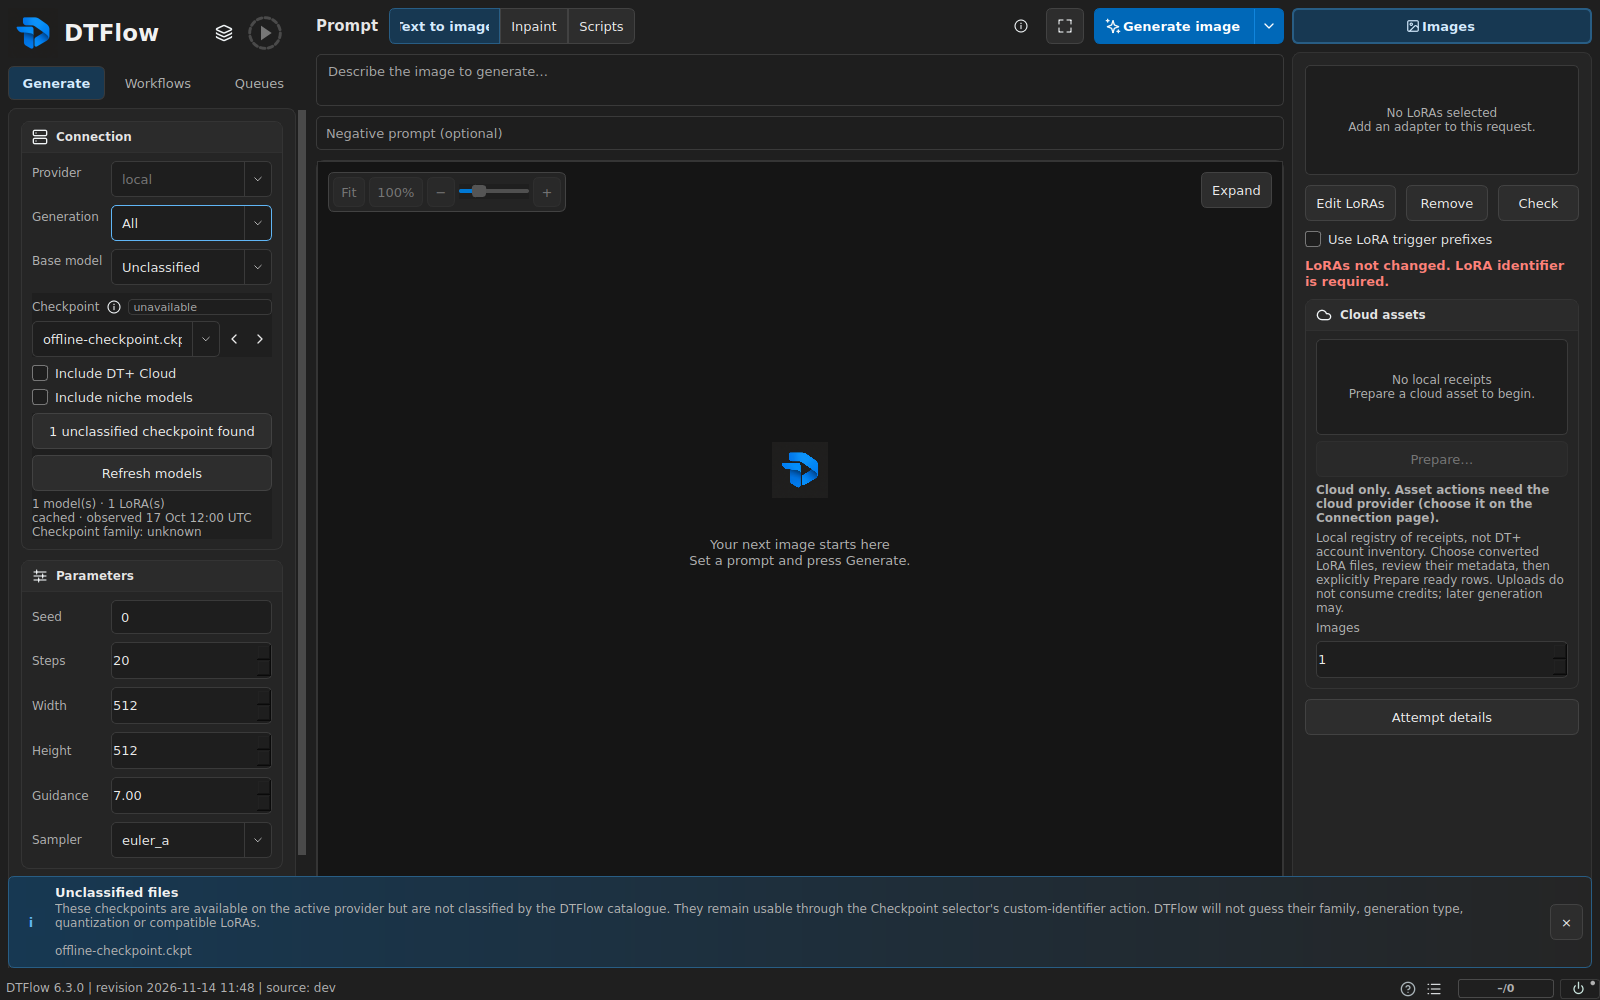 DTFlow
Generate
Workflows
Queues
Connection
Provider
local
Generation
All
Base model
Unclassified
Checkpoint
unavailable
offline-checkpoint.ckp
Include DT+ Cloud
Include niche models
1 unclassified checkpoint found
Refresh models
1 model(s) · 1 LoRA(s)
cached · observed 17 Oct 12:00 UTC
Checkpoint family: unknown
Parameters
Seed
0
Steps
20
Width
512
Height
512
Guidance
7.00
Sampler
euler_a
Prompt
Text to image
Inpaint
Scripts
Generate image
Describe the image to generate...
Negative prompt (optional)
Fit
100%
−
+
Expand
Your next image starts here
Set a prompt and press Generate.
Images
No LoRAs selected
Add an adapter to this request.
Edit LoRAs
Remove
Check
Use LoRA trigger prefixes
LoRAs not changed. LoRA identifier
is required.
Cloud assets
No local receipts
Prepare a cloud asset to begin.
Prepare...
Cloud only. Asset actions need the
cloud provider (choose it on the
Connection page).
Local registry of receipts, not DT+
account inventory. Choose converted
LoRA files, review their metadata, then
explicitly Prepare ready rows. Uploads do
not consume credits; later generation
may.
Images
1
Attempt details
Unclassified files
These checkpoints are available on the active provider but are not classified by the DTFlow catalogue. They remain usable through the Checkpoint selector's custom-identifier action. DTFlow will not guess their family, generation type,
quantization or compatible LoRAs.
offline-checkpoint.ckpt
DTFlow 6.3.0 | revision 2026-11-14 11:48 | source: dev
–/0